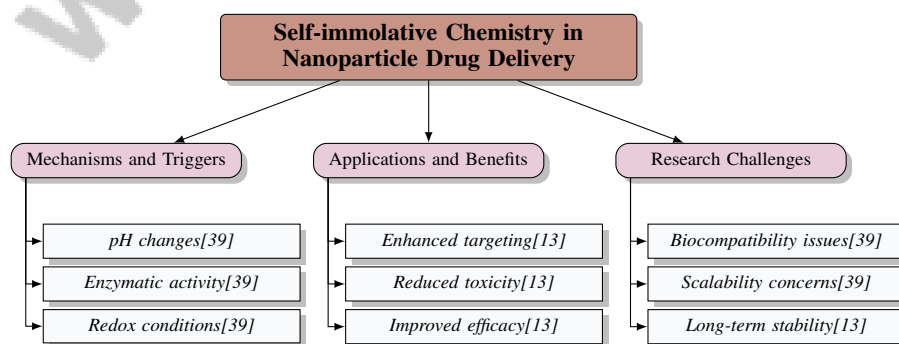 Self-immolative Chemistry in
Nanoparticle Drug Delivery
Mechanisms and Triggers
Applications and Benefits
Research Challenges
pH changes[39]
Enhanced targeting[13]
Biocompatibility issues[39]
Enzymatic activity[39]
Reduced toxicity[13]
Scalability concerns[39]
Redox conditions[39]
Improved efficacy[13]
Long-term stability[13]